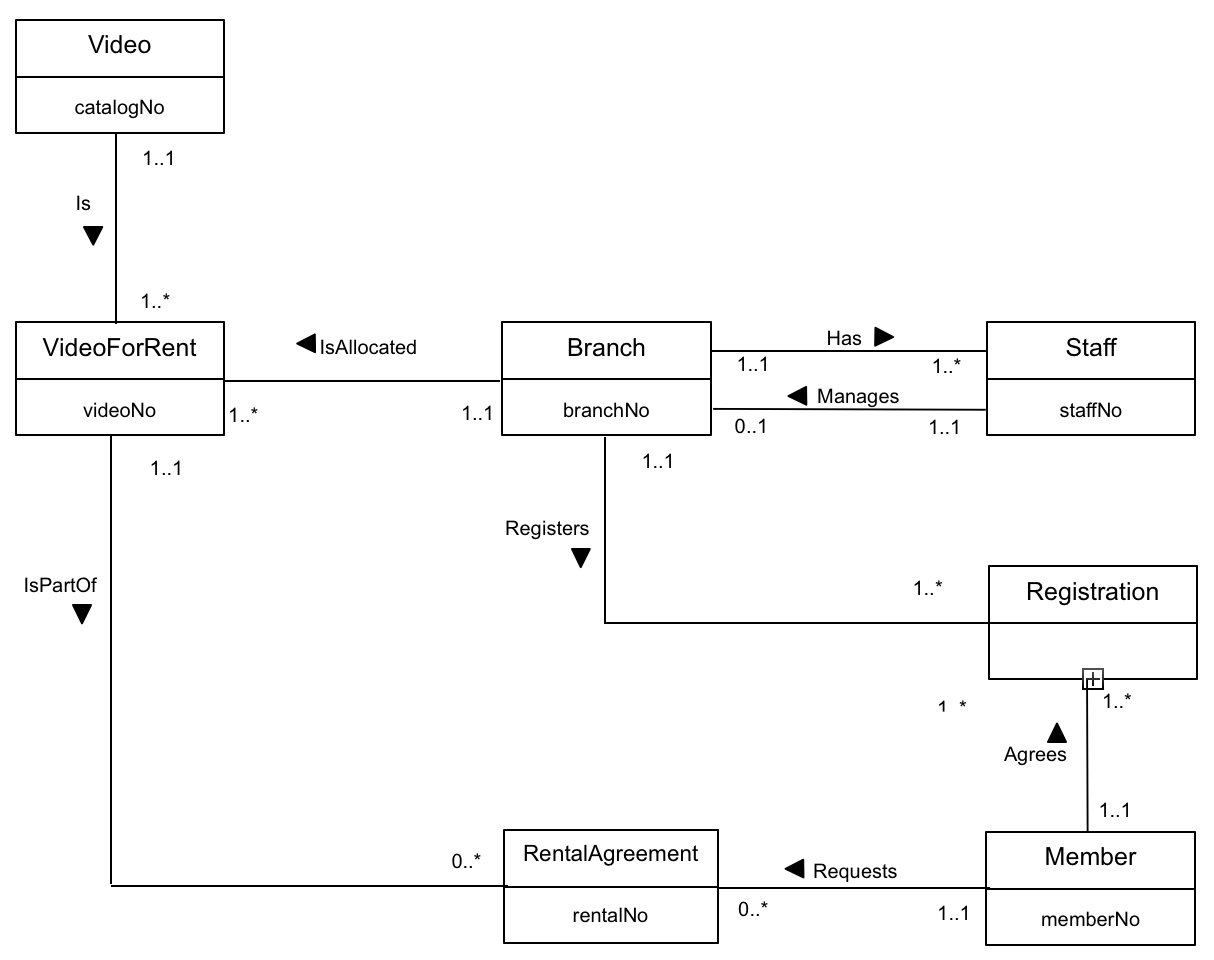 Video
catalogNo
1..1
Is
1..*
VideoForRent
videoNo
IsAllocated
1..*
1..1
Branch
branchNo
Has
1..1
1..*
Manages
0..1
1..1
Staff
staffNo
1..1
1..1
Registers
IsPartOf
1..*
Registration
1 *
1..*
Agrees
1..1
0..*
RentalAgreement
rentalNo
Requests
0..*
1..1
Member
memberNo